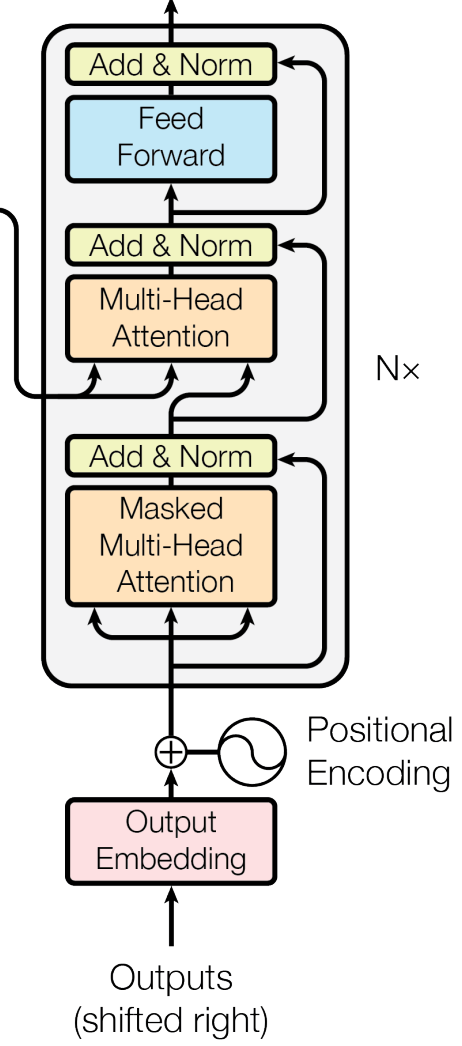 Add & Norm
Feed
Forward
Add & Norm
Multi-Head
Attention
N×
Add & Norm
Masked
Multi-Head
Attention
Positional
Encoding
Output
Embedding
Outputs
(shifted right)